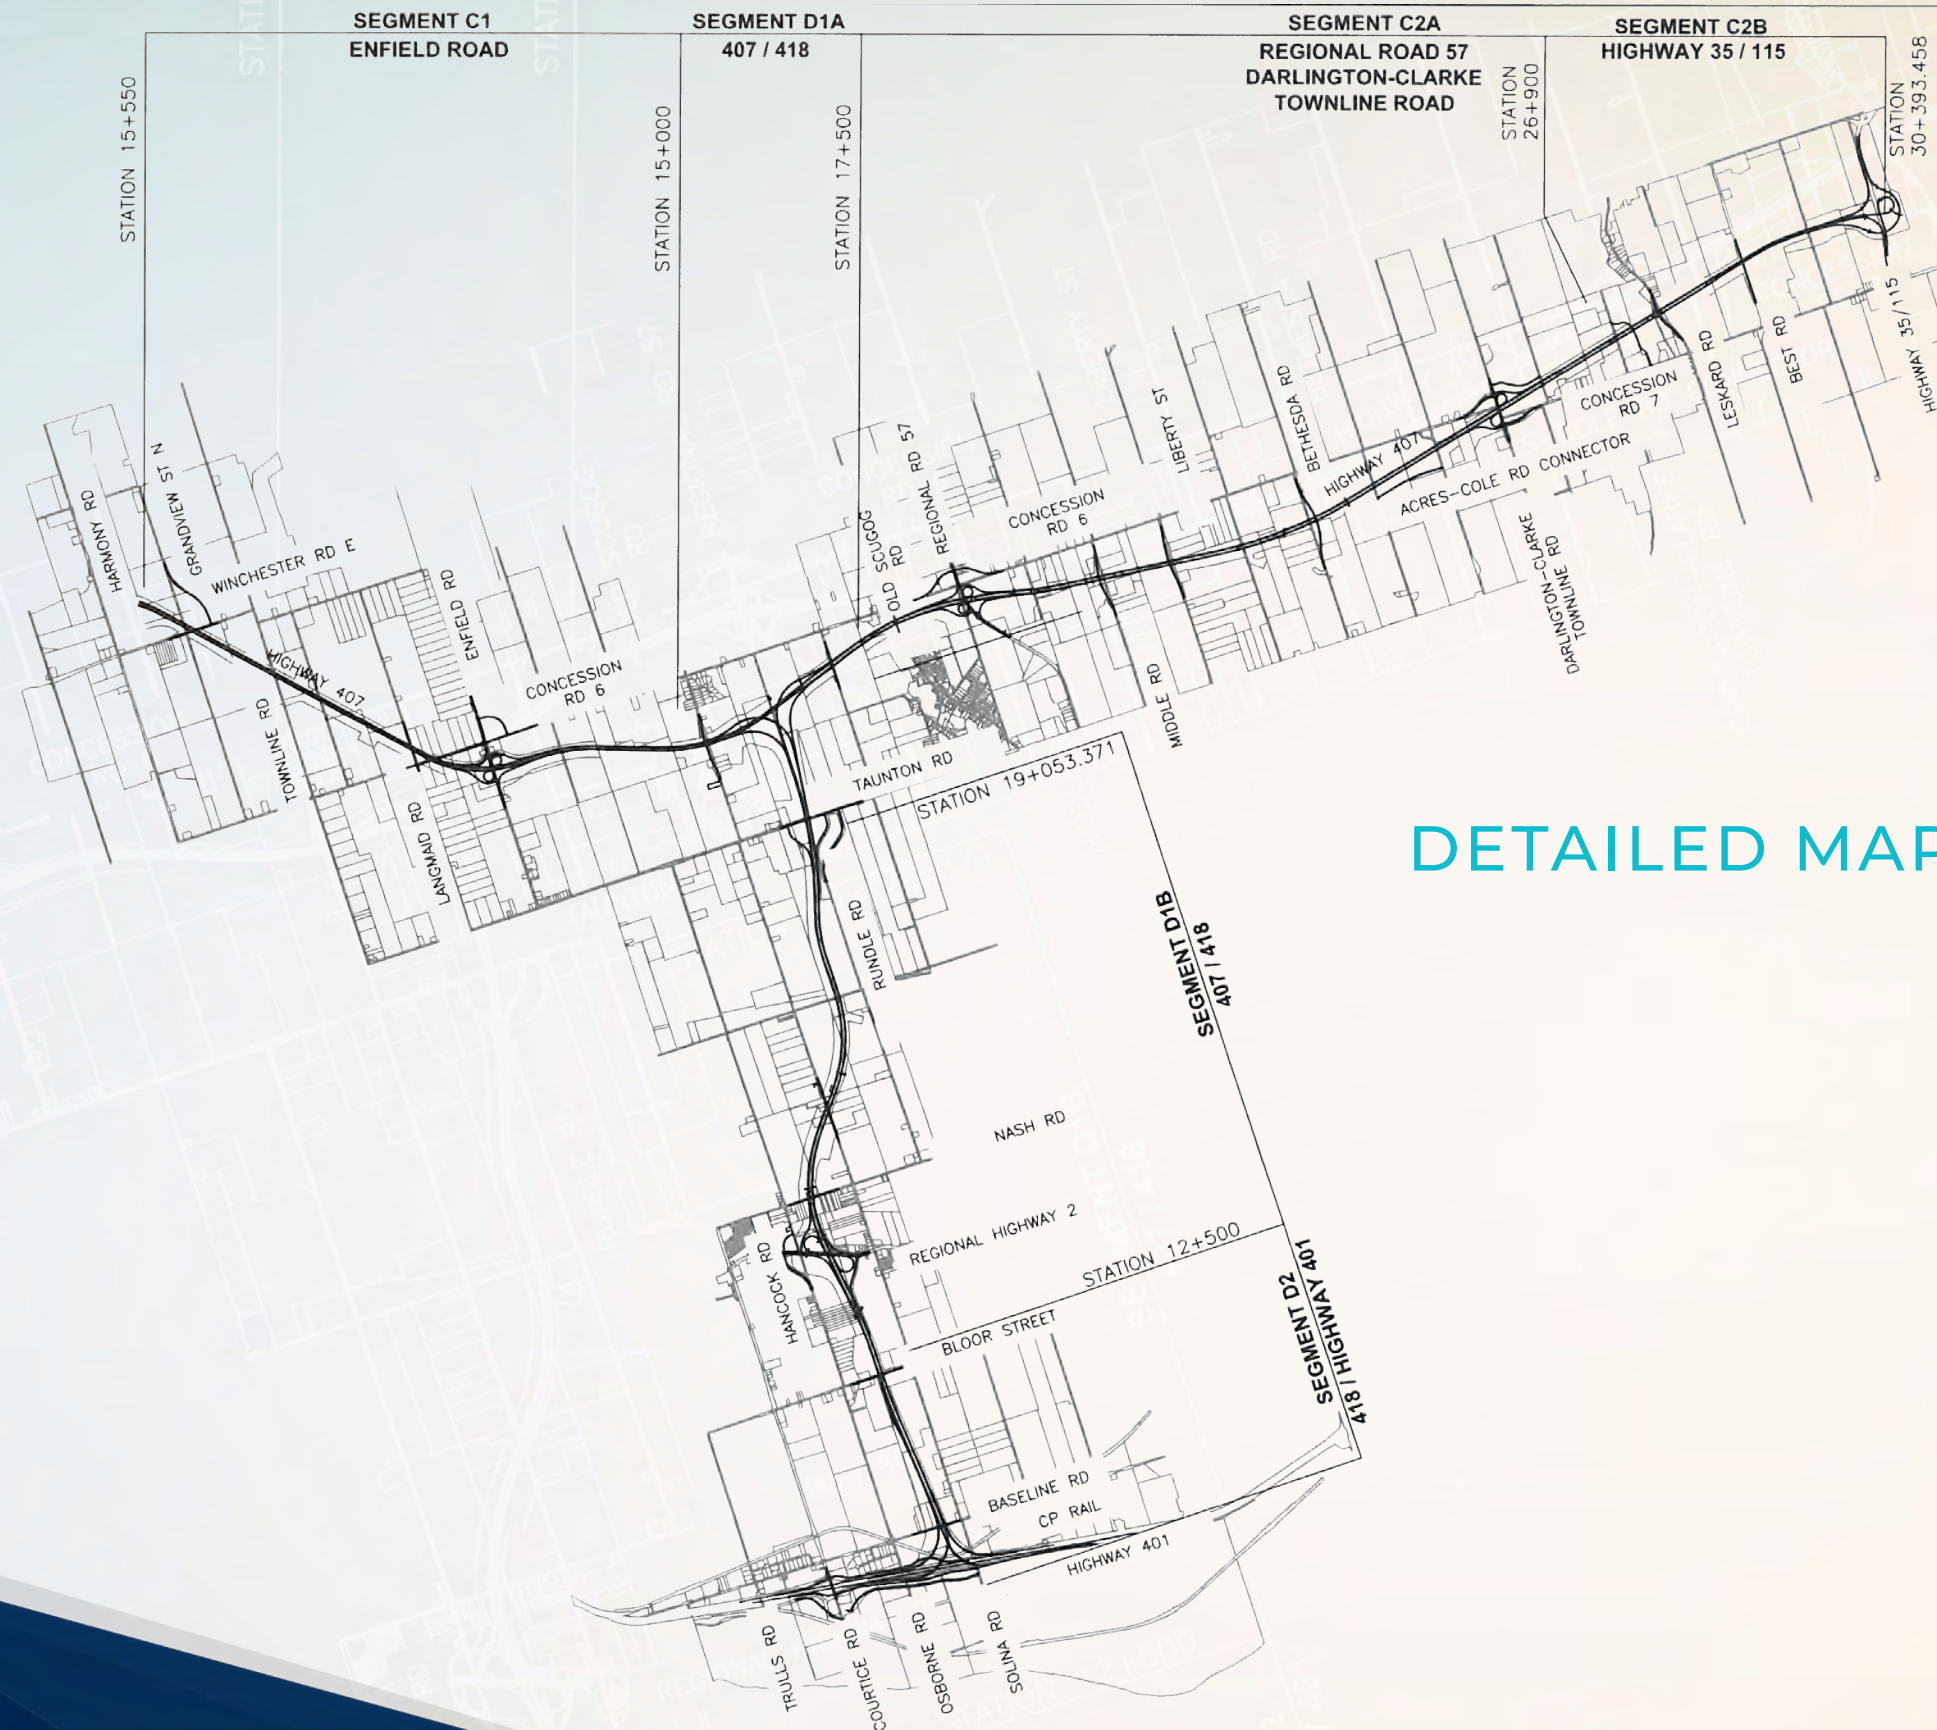 SEGMENT C1
ENFIELD ROAD
SEGMENT D1A
407 / 418
SEGMENT C2A
REGIONAL ROAD 57
DARLINGTON-CLARKE
TOWNLINE ROAD
SEGMENT C2B
HIGHWAY 35 / 115
STATION 15+550
STATION 15+000
STATION 17+500
STATION
26+900
STATION
30+393.458
HARMONY RD
GRANDVIEW ST N
WINCHESTER RD E
HIGHWAY 407
TOWNLINE RD
ENFIELD RD
LANGMAID RD
CONCESSION
RD 6
OLD SCUGOG
RD
REGIONAL RD 57
CONCESSION
RD 6
LIBERTY ST
BETHESDA RD
HIGHWAY 407
ACRES-COLE RD CONNECTOR
CONCESSION
RD 7
LESKARD RD
BEST RD
HIGHWAY 35/115
HIGHWAY
DARLINGTON-CLARKE
TOWNLINE RD
MIDDLE RD
TAUNTON RD
STATION 19+053.371
DETAILED MAP
RUNDLE RD
SEGMENT D1B
407 / 418
NASH RD
REGIONAL HIGHWAY 2
STATION 12+500
HANCOCK RD
BLOOR STREET
SEGMENT D2
418 / HIGHWAY 401
BASELINE RD
CP RAIL
HIGHWAY 401
TRULLS RD
COURTICE RD
OSBORNE RD
SOLINA RD